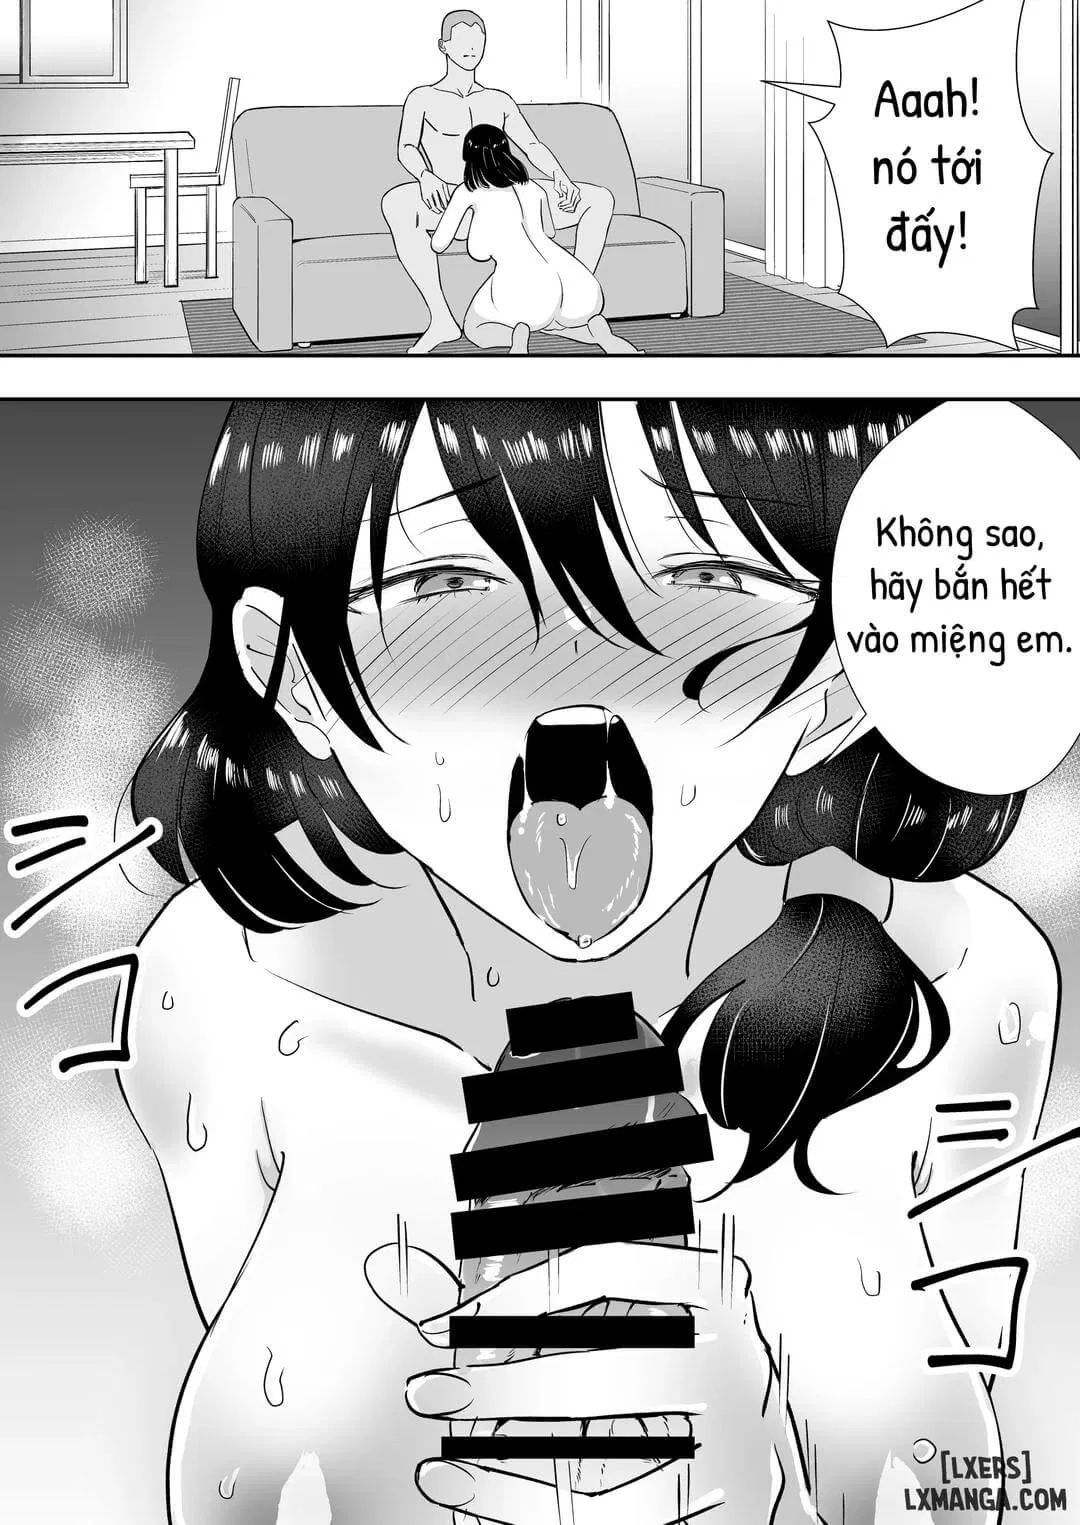 Aaah!
nó tới
đấy!
Không sao,
hãy bắn hết
vào miệng em.
[LXERS]
LXMANGA.COM